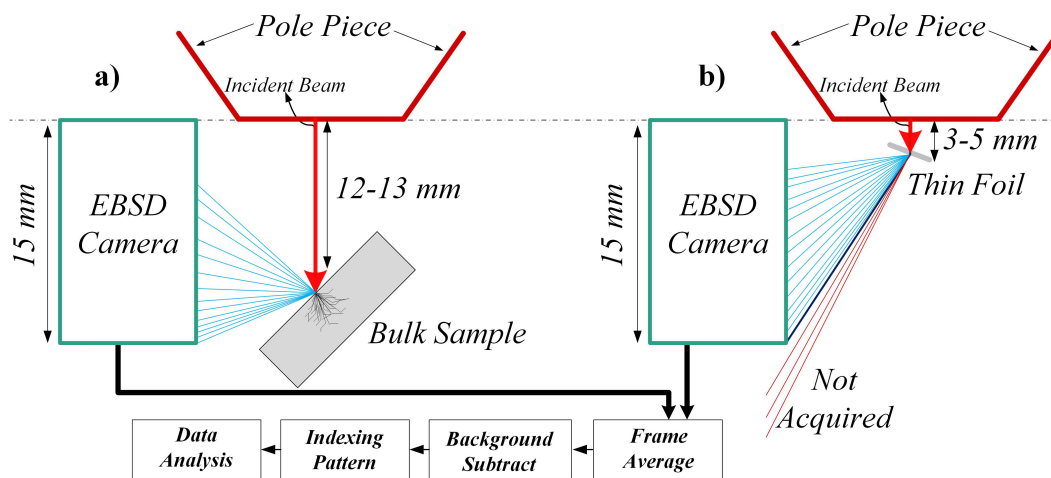 a)
Pole Piece
Incident Beam
15 mm
EBSD
Camera
12-13 mm
Bulk Sample
b)
Pole Piece
Incident Beam
15 mm
EBSD
Camera
3-5 mm
Thin Foil
Not
Acquired
Data
Analysis
Indexing
Pattern
Background
Subtract
Frame
Average